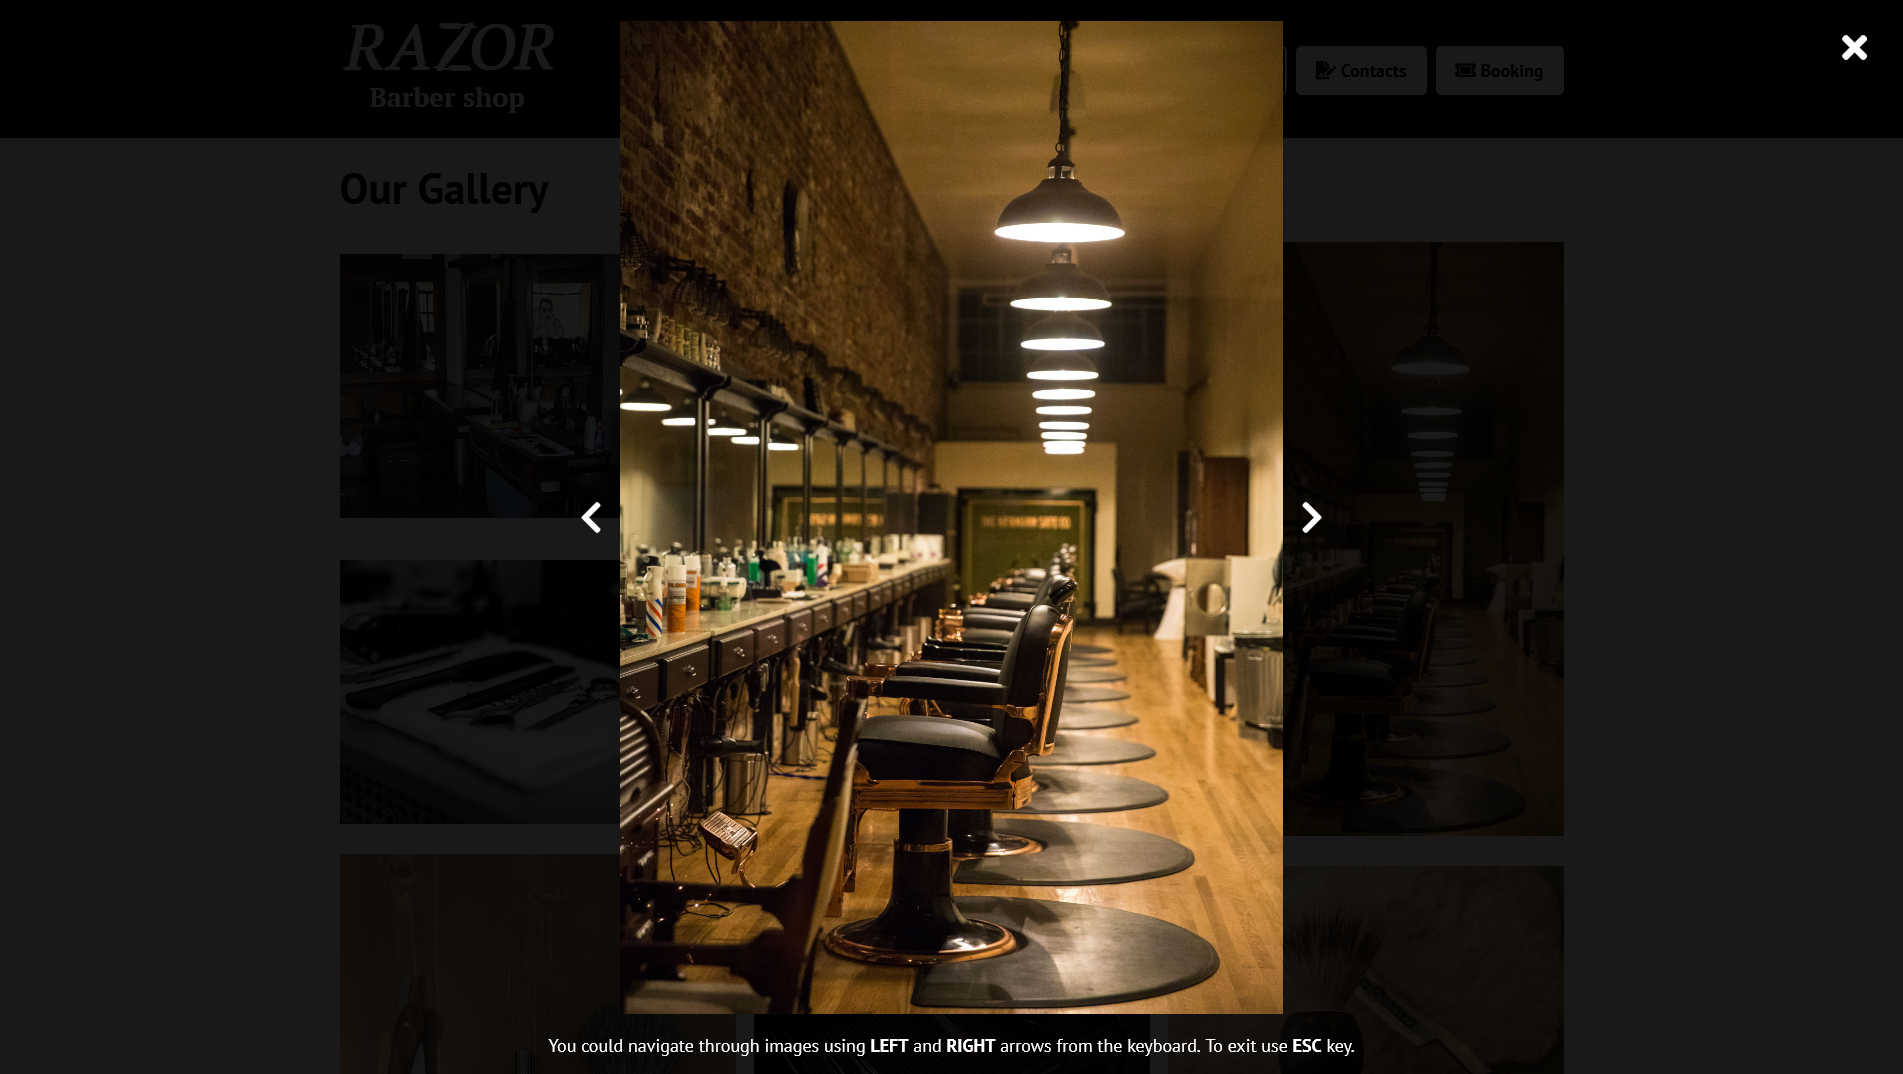 RAZOR
Barber shop
Contacts
Booking
Our Gallery
You could navigate through images using LEFT and RIGHT arrows from the keyboard. To exit use ESC key.